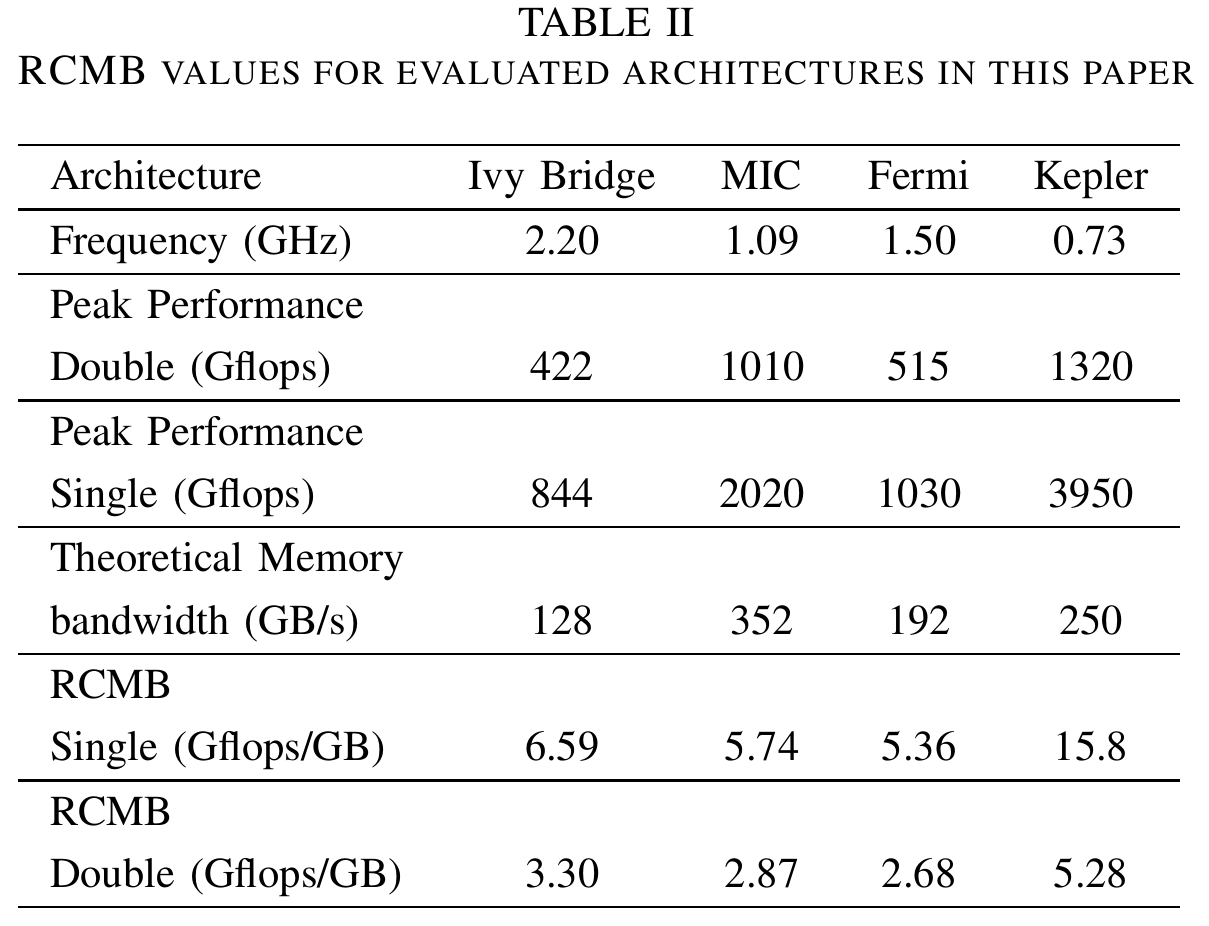 TABLE II
RCMB VALUES FOR EVALUATED ARCHITECTURES IN THIS PAPER
Architecture Ivy Bridge MIC Fermi Kepler
Frequency (GHz) 2.20 1.09 1.50 0.73
Peak Performance
Double (Gflops) 422 1010 515 1320
Peak Performance
Single (Gflops) 844 2020 1030 3950
Theoretical Memory
bandwidth (GB/s) 128 352 192 250
RCMB
Single (Gflops/GB) 6.59 5.74 5.36 15.8
RCMB
Double (Gflops/GB) 3.30 2.87 2.68 5.28